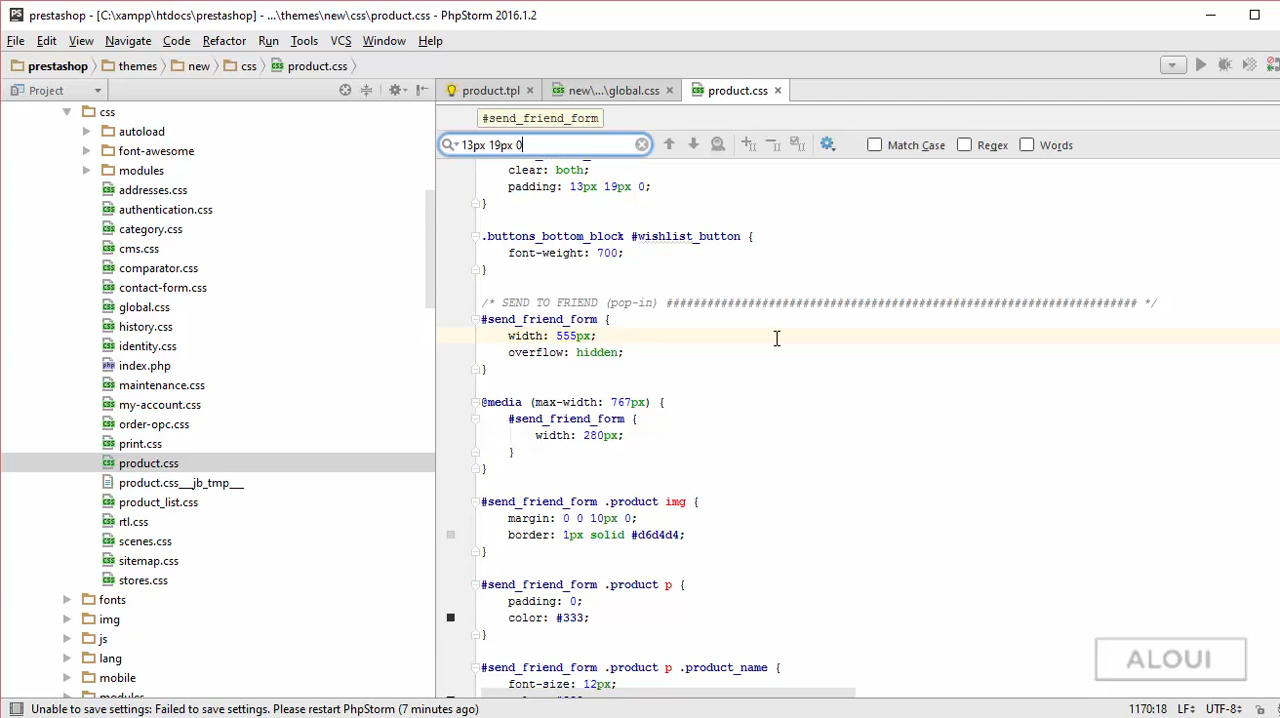 prestashop - [C:\xampp\htdocs\prestashop] - ...\themes\new\css\product.css - PhpStorm 2016.1.2
File Edit View Navigate Code Refactor Run Tools VCS Window Help
prestashop themes new css product.css
Project
product.tpl new\...\global.css product.css
#send_friend_form
13px 19px 0 Match Case Regex Words
css
autoload
font-awesome
modules
addresses.css
authentication.css
category.css
cms.css
comparator.css
contact-form.css
global.css
history.css
identity.css
index.php
maintenance.css
my-account.css
order-opc.css
print.css
product.css
product.css__jb_tmp__
product_list.css
rtl.css
scenes.css
sitemap.css
stores.css
fonts
img
js
lang
mobile
modules
clear: both;
padding: 13px 19px 0;
}
.buttons_bottom_block #wishlist_button {
font-weight: 700;
}
/* SEND TO FRIEND (pop-in) ##################################################################### */
#send_friend_form {
width: 555px;
overflow: hidden;
}
@media (max-width: 767px) {
#send_friend_form {
width: 280px;
}
}
#send_friend_form .product img {
margin: 0 0 10px 0;
border: 1px solid #d6d4d4;
}
#send_friend_form .product p {
padding: 0;
color: #333;
}
#send_friend_form .product p .product_name {
font-size: 12px;
ALOUI
Unable to save settings: Failed to save settings. Please restart PhpStorm (7 minutes ago) 1170:18 LF UTF-8